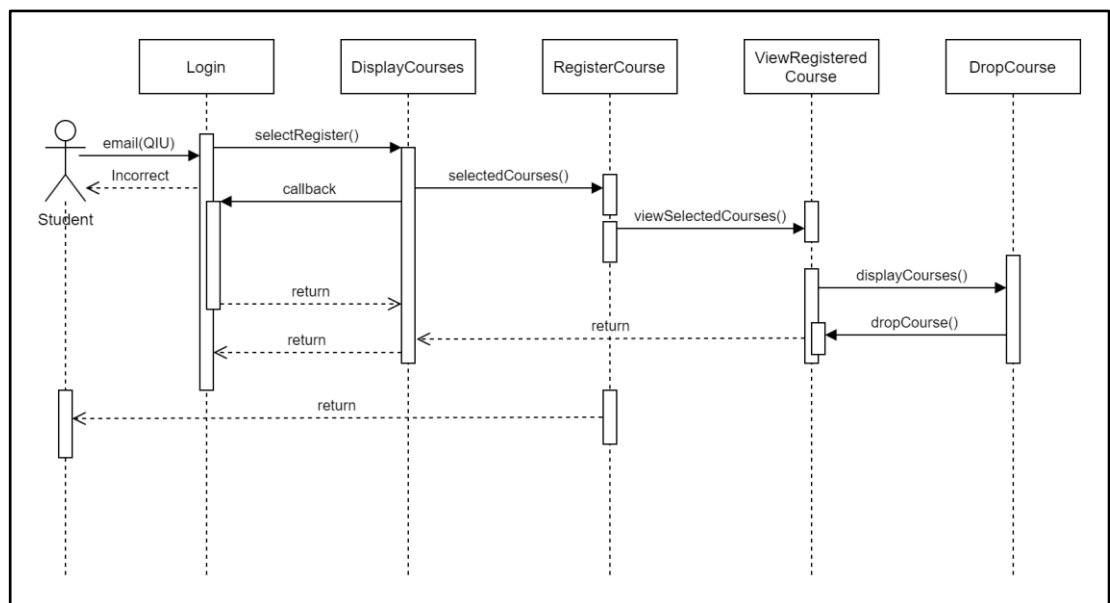 Login
DisplayCourses
RegisterCourse
ViewRegistered
Course
DropCourse
email(QIU)
selectRegister()
Incorrect
callback
selectedCourses()
Student
viewSelectedCourses()
displayCourses()
return
dropCourse()
return
return
return